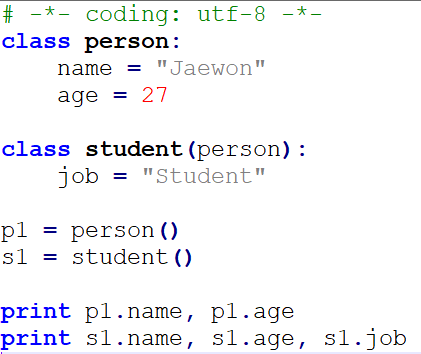 # -*- coding: utf-8 -*-
class person:
    name = "Jaewon"
    age = 27

class student(person):
    job = "Student"

p1 = person()
s1 = student()

print p1.name, p1.age
print s1.name, s1.age, s1.job